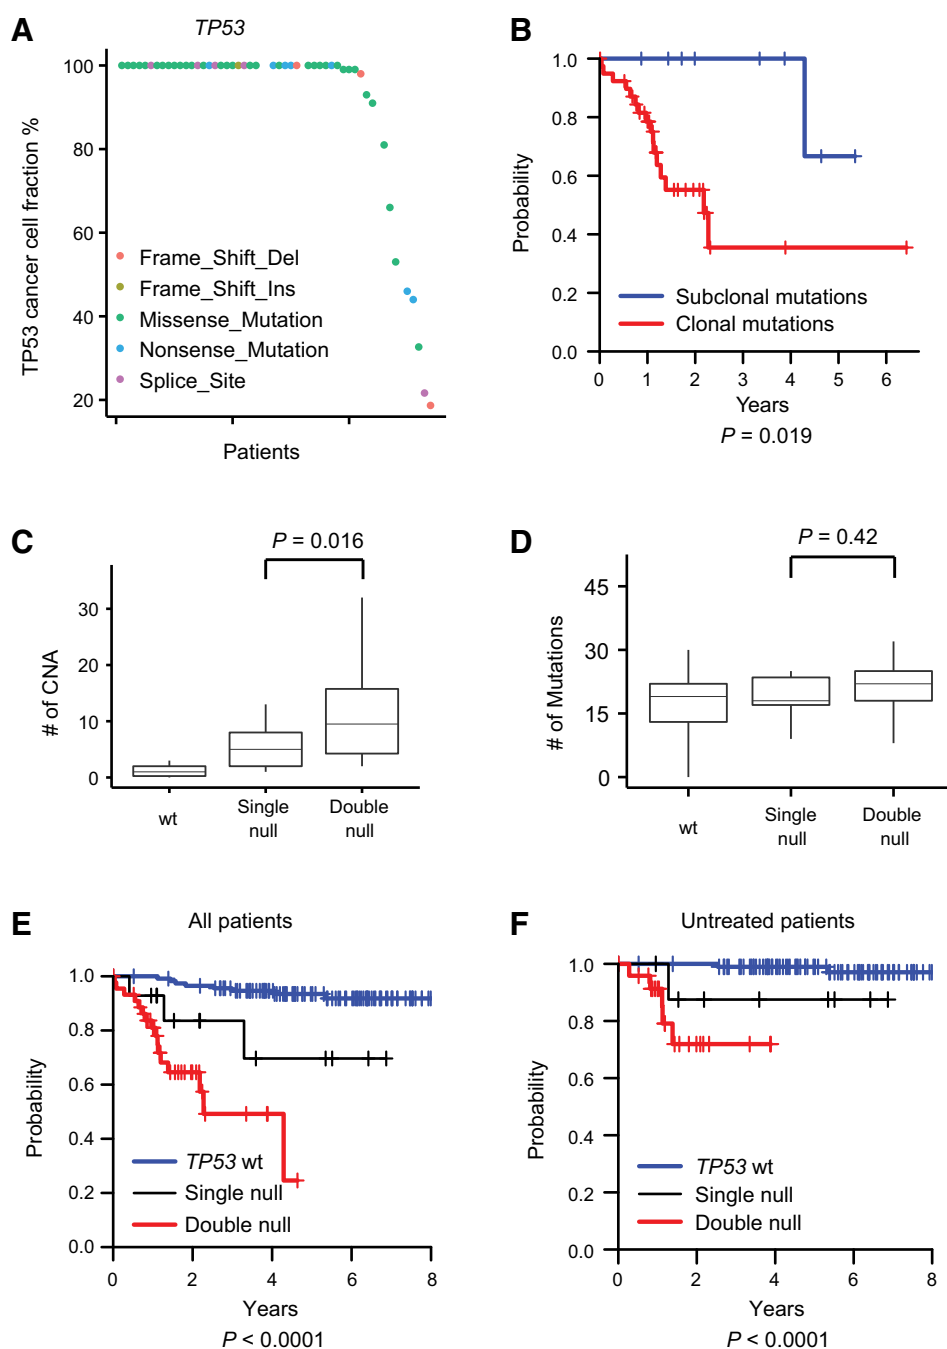 A
TP53
TP53 cancer cell fraction %
100
80
60
40
20
Frame_Shift_Del
Frame_Shift_Ins
Missense_Mutation
Nonsense_Mutation
Splice_Site
Patients
B
Probability
1.0
0.8
0.6
0.4
0.2
0.0
Subclonal mutations
Clonal mutations
0 1 2 3 4 5 6
Years
P = 0.019
C
P = 0.016
# of CNA
30
20
10
0
wt
Single null
Double null
D
P = 0.42
# of Mutations
45
30
15
0
wt
Single null
Double null
E
All patients
Probability
1.0
0.8
0.6
0.4
0.2
0.0
TP53 wt
Single null
Double null
0 2 4 6 8
Years
P < 0.0001
F
Untreated patients
Probability
1.0
0.8
0.6
0.4
0.2
0.0
TP53 wt
Single null
Double null
0 2 4 6 8
Years
P < 0.0001